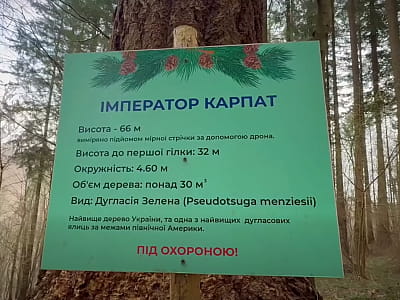 ІМПЕРАТОР КАРПАТ
Висота - 66 м
виміряно підйомом мірної стрічки за допомогою дрона.
Висота до першої гілки: 32 м
Окружність: 4.60 м
Об'єм дерева: понад 30 м³
Вид: Дугласія Зелена (Pseudotsuga menziesii)
Найвище дерево України, та одна з найвищих дугласових
ялиць за межами північної Америки.
ПІД ОХОРОНОЮ!